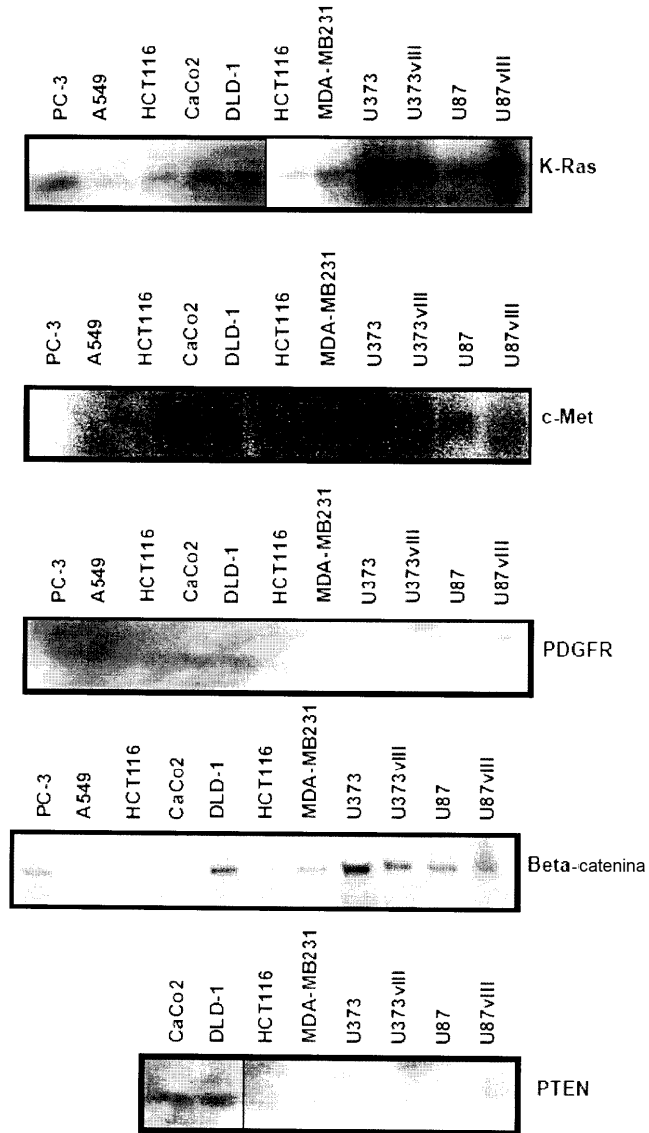 PC-3 A549 HCT116 CaCo2 DLD-1 HCT116 MDA-MB231 U373 U373vIII U87 U87vIII
K-Ras
PC-3 A549 HCT116 CaCo2 DLD-1 HCT116 MDA-MB231 U373 U373vIII U87 U87vIII
c-Met
PC-3 A549 HCT116 CaCo2 DLD-1 HCT116 MDA-MB231 U373 U373vIII U87 U87vIII
PDGFR
PC-3 A549 HCT116 CaCo2 DLD-1 HCT116 MDA-MB231 U373 U373vIII U87 U87vIII
Beta-catenina
CaCo2 DLD-1 HCT116 MDA-MB231 U373 U373vIII U87 U87vIII
PTEN